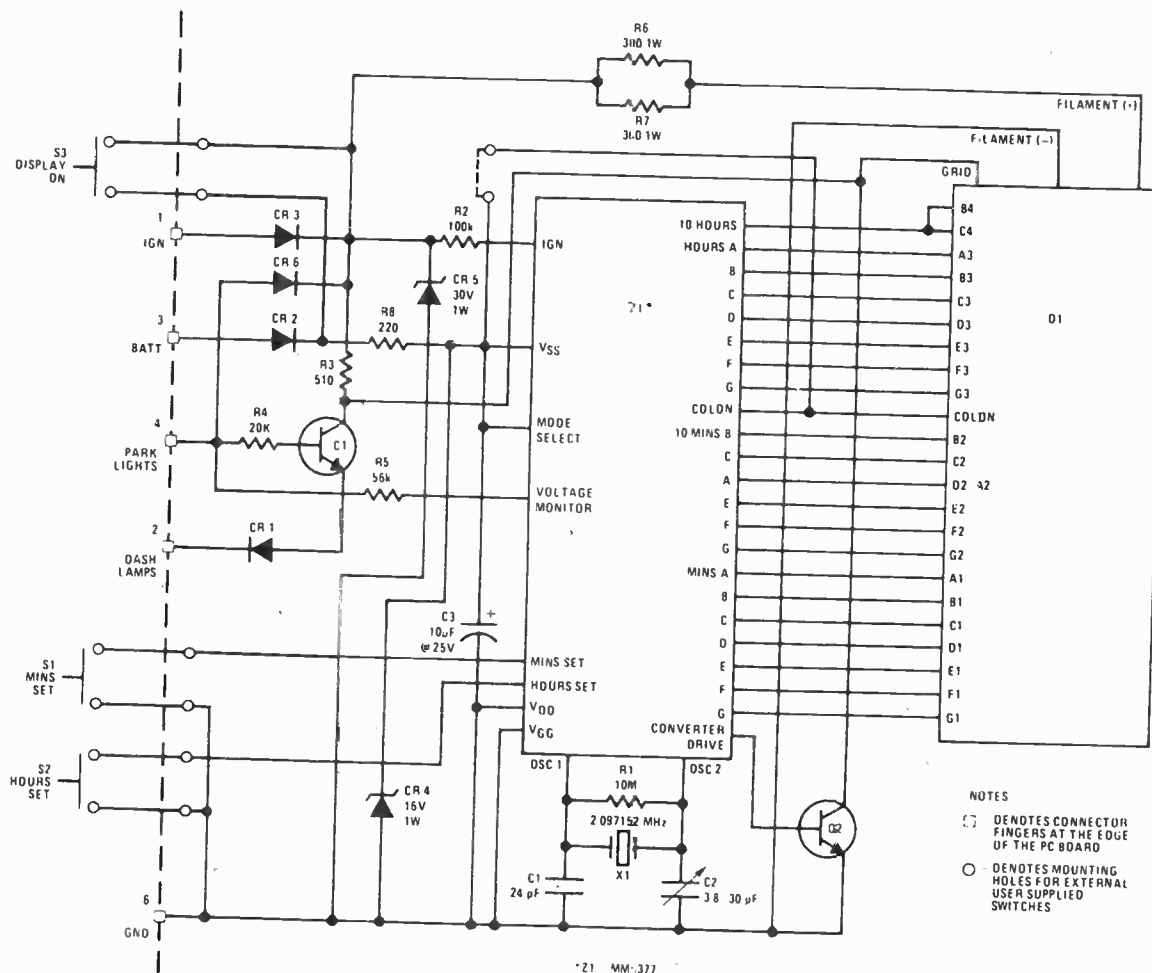 R6
300 1W
R7
300 1W
FILAMENT (+)
FILAMENT (−)
GRID
S3
DISPLAY
ON
1
IGN
CR 3
CR 6
3
BATT
CR 2
R8
220
R2
100k
CR 5
30V
1W
R3
510
4
PARK
LIGHTS
R4
20K
R5
56k
2
DASH
LAMPS
CR 1
C3
+
10µF
@ 25V
S1
MINS
SET
S2
HOURS
SET
CR 4
16V
1W
6
GND
IGN
VSS
MODE
SELECT
VOLTAGE
MONITOR
MINS SET
HOURS SET
VDD
VGG
OSC 1
OSC 2
Z1*
10 HOURS
HOURS A
B
C
D
E
F
G
COLON
10 MINS B
C
A
E
F
G
MINS A
B
C
D
E
F
G
CONVERTER
DRIVE
B4
C4
A3
B3
C3
D3
E3
F3
G3
COLON
B2
C2
D2 A2
E2
F2
G2
A1
B1
C1
D1
E1
F1
G1
D1
R1
10M
2 097152 MHz
X1
C1
24 pF
C2
3 8 30 pF
Q2
NOTES
DENOTES CONNECTOR
FINGERS AT THE EDGE
OF THE PC BOARD
DENOTES MOUNTING
HOLES FOR EXTERNAL
USER SUPPLIED
SWITCHES
*Z1